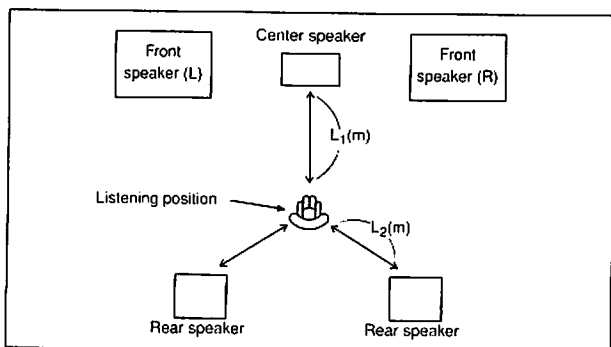 Center speaker
Front
speaker (L)
Front
speaker (R)
L₁(m)
Listening position
L₂(m)
Rear speaker
Rear speaker